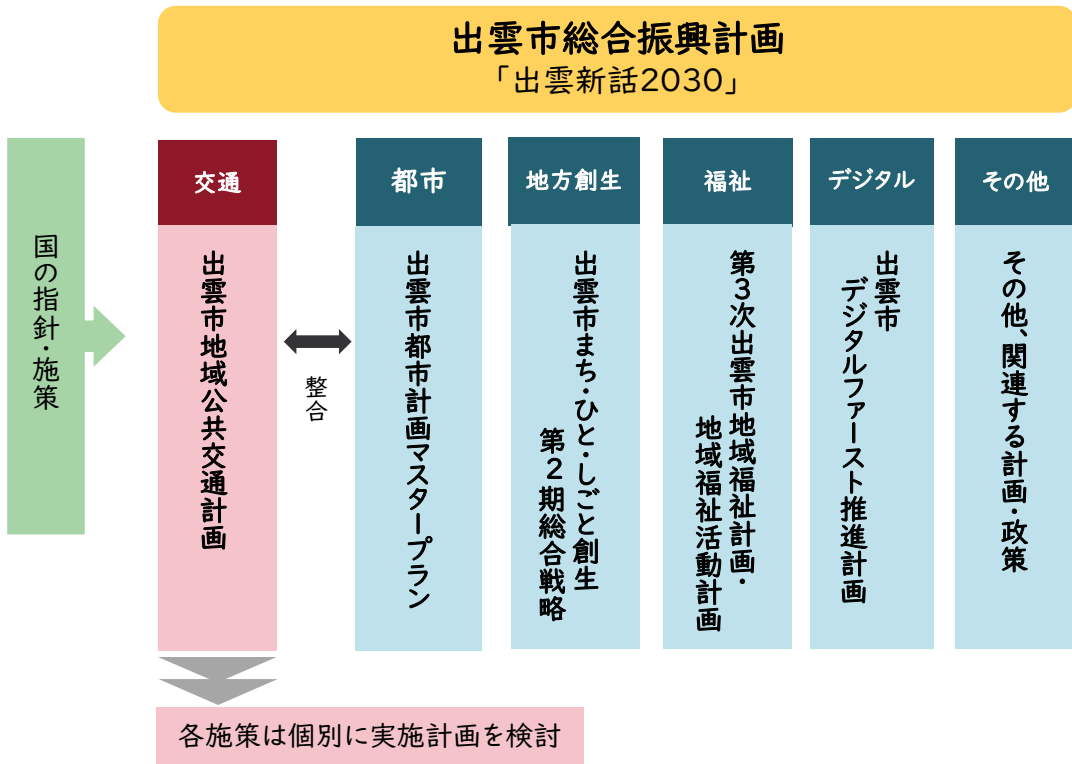 出雲市総合振興計画
「出雲新話2030」
国の指針・施策
交通
出雲市地域公共交通計画
整合
都市
出雲市都市計画マスタープラン
地方創生
出雲市まち・ひと・しごと創生
第2期総合戦略
福祉
第3次出雲市地域福祉計画・
地域福祉活動計画
デジタル
出雲市
デジタルファースト推進計画
その他
その他、関連する計画・政策
各施策は個別に実施計画を検討